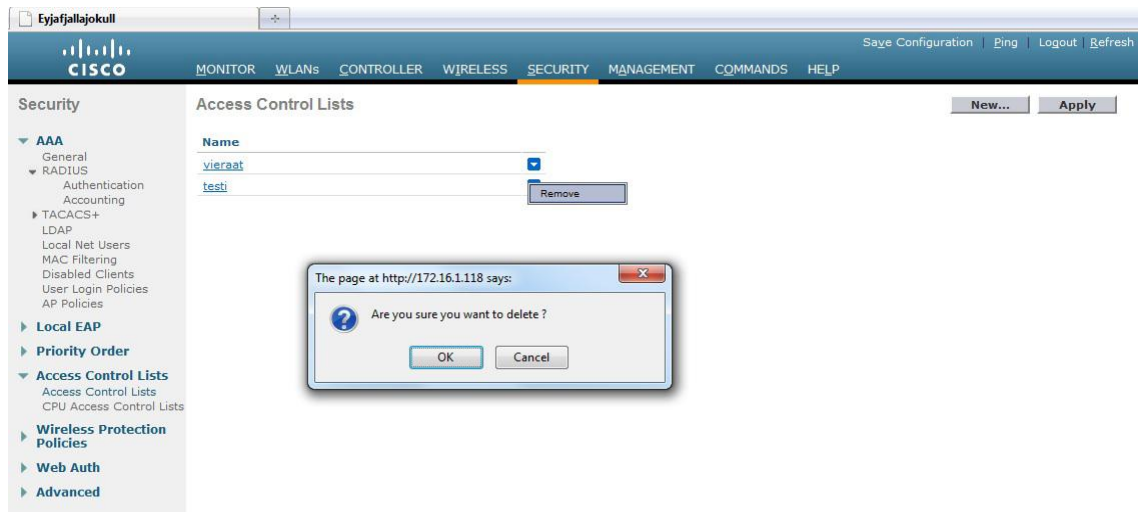 Eyjafjallajokull
Save Configuration | Ping | Logout | Refresh
CISCO
MONITOR WLANs CONTROLLER WIRELESS SECURITY MANAGEMENT COMMANDS HELP
Security
AAA
General
RADIUS
Authentication
Accounting
TACACS+
LDAP
Local Net Users
MAC Filtering
Disabled Clients
User Login Policies
AP Policies
Local EAP
Priority Order
Access Control Lists
Access Control Lists
CPU Access Control Lists
Wireless Protection
Policies
Web Auth
Advanced
Access Control Lists
New... Apply
Name
vieraat
testi
Remove
The page at http://172.16.1.118 says:
Are you sure you want to delete ?
OK Cancel